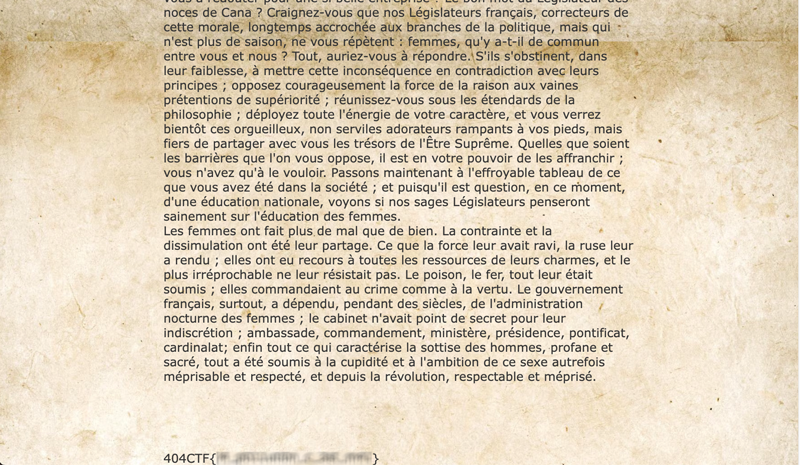 vous à redouter pour une si belle entreprise ? Le bon mot du Législateur des
noces de Cana ? Craignez-vous que nos Législateurs français, correcteurs de
cette morale, longtemps accrochée aux branches de la politique, mais qui
n'est plus de saison, ne vous répètent : femmes, qu'y a-t-il de commun
entre vous et nous ? Tout, auriez-vous à répondre. S'ils s'obstinent, dans
leur faiblesse, à mettre cette inconséquence en contradiction avec leurs
principes ; opposez courageusement la force de la raison aux vaines
prétentions de supériorité ; réunissez-vous sous les étendards de la
philosophie ; déployez toute l'énergie de votre caractère, et vous verrez
bientôt ces orgueilleux, non serviles adorateurs rampants à vos pieds, mais
fiers de partager avec vous les trésors de l'Être Suprême. Quelles que soient
les barrières que l'on vous oppose, il est en votre pouvoir de les affranchir ;
vous n'avez qu'à le vouloir. Passons maintenant à l'effroyable tableau de ce
que vous avez été dans la société ; et puisqu'il est question, en ce moment,
d'une éducation nationale, voyons si nos sages Législateurs penseront
sainement sur l'éducation des femmes.
Les femmes ont fait plus de mal que de bien. La contrainte et la
dissimulation ont été leur partage. Ce que la force leur avait ravi, la ruse leur
a rendu ; elles ont eu recours à toutes les ressources de leurs charmes, et le
plus irréprochable ne leur résistait pas. Le poison, le fer, tout leur était
soumis ; elles commandaient au crime comme à la vertu. Le gouvernement
français, surtout, a dépendu, pendant des siècles, de l'administration
nocturne des femmes ; le cabinet n'avait point de secret pour leur
indiscrétion ; ambassade, commandement, ministère, présidence, pontificat,
cardinalat; enfin tout ce qui caractérise la sottise des hommes, profane et
sacré, tout a été soumis à la cupidité et à l'ambition de ce sexe autrefois
méprisable et respecté, et depuis la révolution, respectable et méprisé.
404CTF{ }